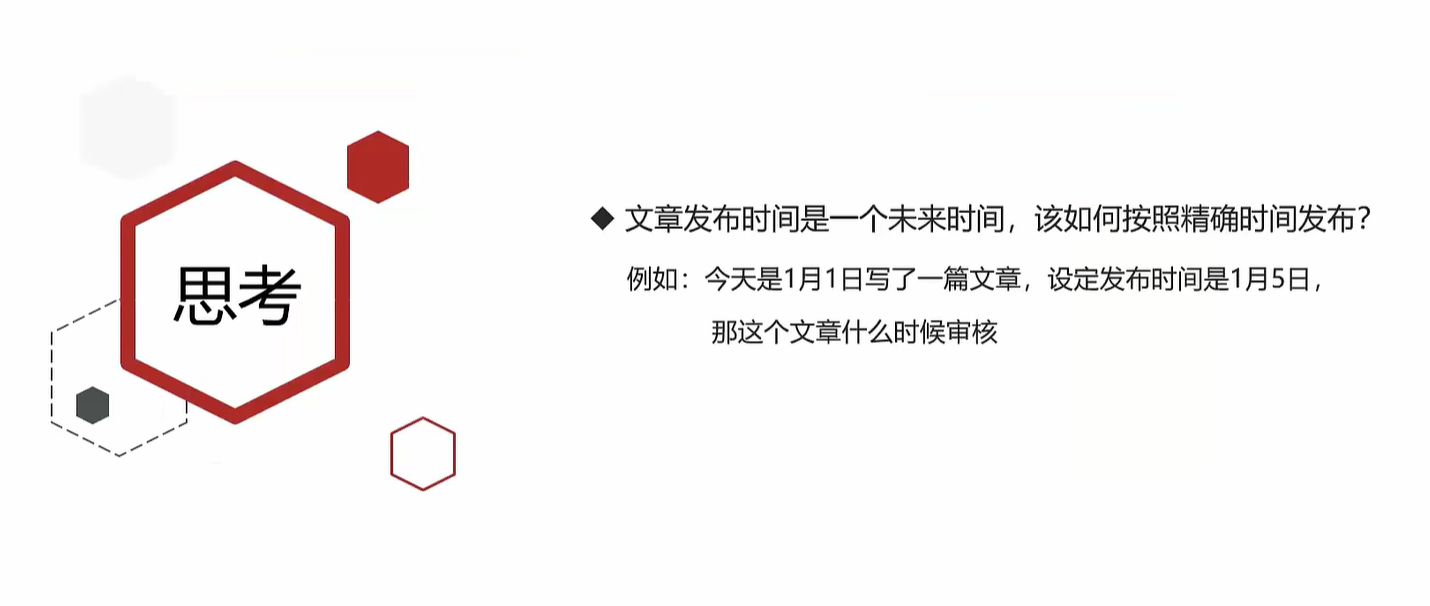 思考
◆ 文章发布时间是一个未来时间，该如何按照精确时间发布？
例如：今天是1月1日写了一篇文章，设定发布时间是1月5日，
那这个文章什么时候审核